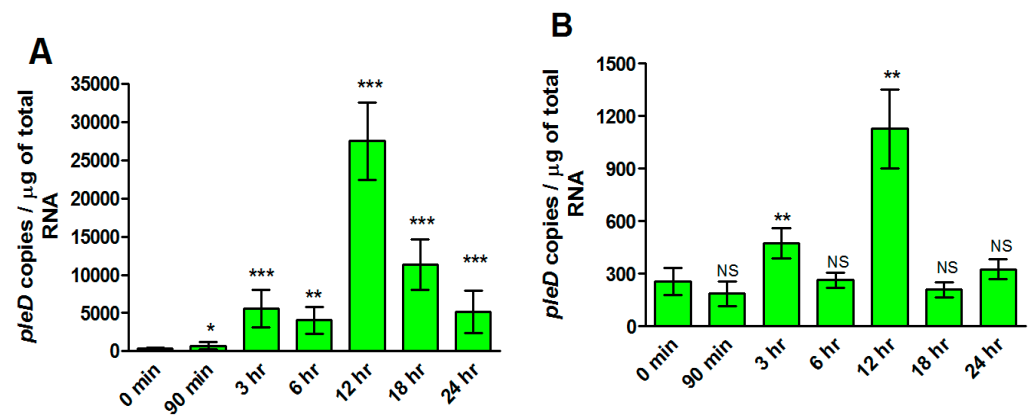 A
pleD copies / μg of total
RNA
35000
30000
25000
20000
15000
10000
5000
0
*
***
**
***
***
***
0 min
90 min
3 hr
6 hr
12 hr
18 hr
24 hr
B
pleD copies / μg of total
RNA
1500
1200
900
600
300
0
NS
**
NS
**
NS
NS
0 min
90 min
3 hr
6 hr
12 hr
18 hr
24 hr